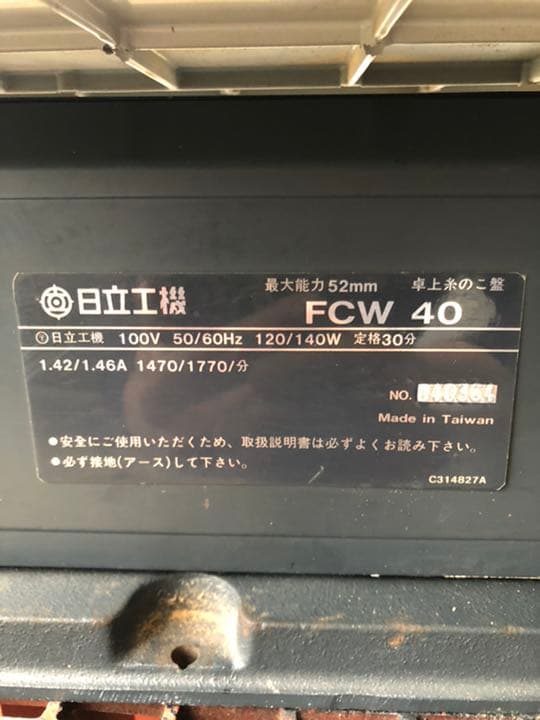 日立工機 最大能力52mm 卓上糸のこ盤
FCW 40
日立工機 100V 50/60Hz 120/140W 定格30分
1.42/1.46A 1470/1770/分
NO.
Made in Taiwan
●安全にご使用いただくため、取扱説明書は必ずよくお読み下さい。
●必ず接地(アース)して下さい。
C314827A